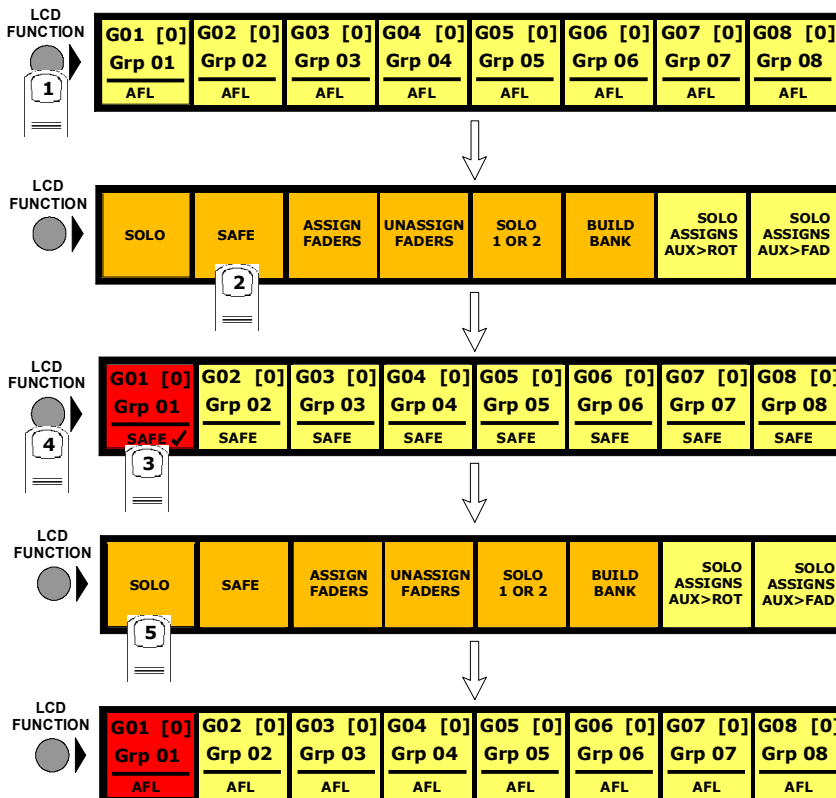 LCD
FUNCTION
1
G01 [0] G02 [0] G03 [0] G04 [0] G05 [0] G06 [0] G07 [0] G08 [0]
Grp 01 Grp 02 Grp 03 Grp 04 Grp 05 Grp 06 Grp 07 Grp 08
AFL AFL AFL AFL AFL AFL AFL AFL
LCD
FUNCTION
SOLO
SAFE
ASSIGN
FADERS
UNASSIGN
FADERS
SOLO
1 OR 2
BUILD
BANK
SOLO
ASSIGNS
AUX>ROT
SOLO
ASSIGNS
AUX>FAD
2
LCD
FUNCTION
4
G01 [0] G02 [0] G03 [0] G04 [0] G05 [0] G06 [0] G07 [0] G08 [0]
Grp 01 Grp 02 Grp 03 Grp 04 Grp 05 Grp 06 Grp 07 Grp 08
SAFE ✓ SAFE SAFE SAFE SAFE SAFE SAFE SAFE
3
LCD
FUNCTION
SOLO
SAFE
ASSIGN
FADERS
UNASSIGN
FADERS
SOLO
1 OR 2
BUILD
BANK
SOLO
ASSIGNS
AUX>ROT
SOLO
ASSIGNS
AUX>FAD
5
LCD
FUNCTION
G01 [0] G02 [0] G03 [0] G04 [0] G05 [0] G06 [0] G07 [0] G08 [0]
Grp 01 Grp 02 Grp 03 Grp 04 Grp 05 Grp 06 Grp 07 Grp 08
AFL AFL AFL AFL AFL AFL AFL AFL